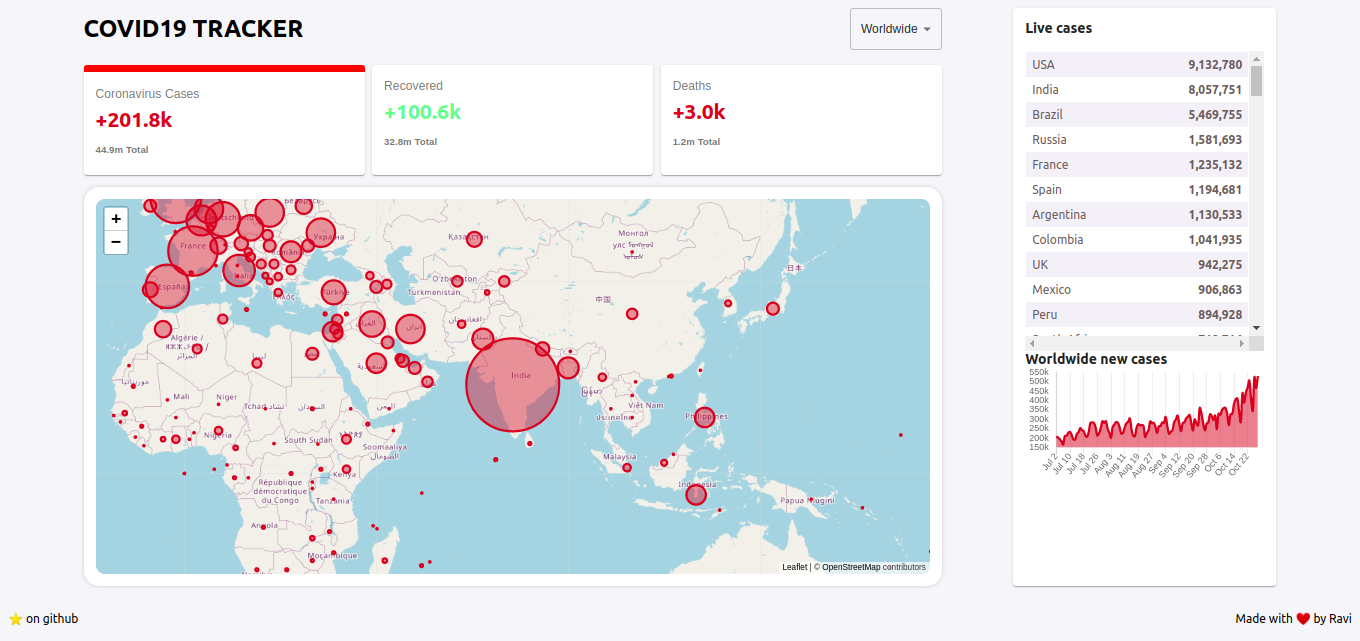 COVID19 TRACKER
Worldwide
Coronavirus Cases
+201.8k
44.9m Total
Recovered
+100.6k
32.8m Total
Deaths
+3.0k
1.2m Total
+
−
France
España
Türkiye
Україна
Қазақстан
Монгол
улс
O'zbekiston
Türkmenistan
中国
日本
Algérie /
Mali
Niger
Tchad تشاد
السودان
Nigeria
South Sudan
Soomaaliya
الصومال
Kenya
République
démocratique
du Congo
Tanzania
Angola
Moçambique
India
Việt Nam
Philippines
Malaysia
Indonesia
Papua Niugini
Leaflet | © OpenStreetMap contributors
Live cases
USA 9,132,780
India 8,057,751
Brazil 5,469,755
Russia 1,581,693
France 1,235,132
Spain 1,194,681
Argentina 1,130,533
Colombia 1,041,935
UK 942,275
Mexico 906,863
Peru 894,928
Worldwide new cases
550k
500k
450k
400k
350k
300k
250k
200k
150k
Jul 2
Jul 10
Jul 18
Jul 26
Aug 3
Aug 11
Aug 19
Aug 27
Sep 4
Sep 12
Sep 20
Sep 28
Oct 6
Oct 14
Oct 22
⭐ on github
Made with ❤️ by Ravi